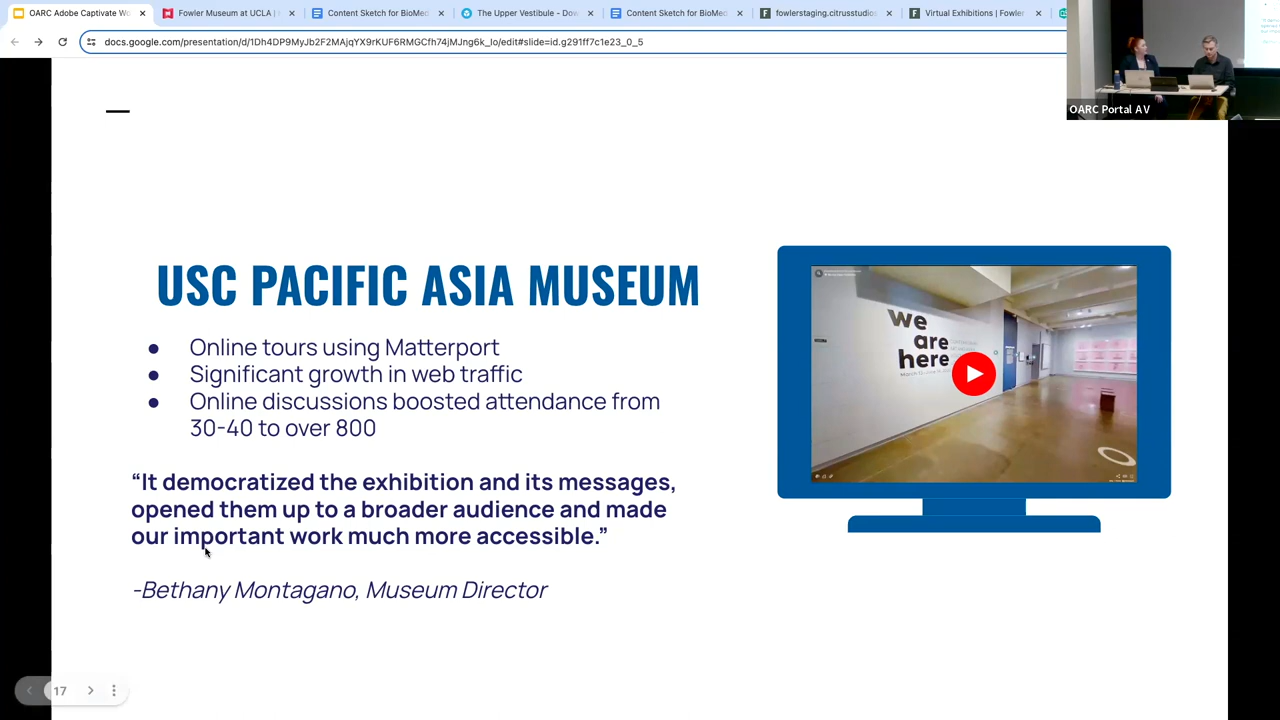 OARC Adobe Captivate Wo
Fowler Museum at UCLA |
Content Sketch for BioMed
The Upper Vestibule - Dow
Content Sketch for BioMed
fowlerstaging.citrusstudios
Virtual Exhibitions | Fowler
docs.google.com/presentation/d/1Dh4DP9MyJb2F2MAjqYX9rKUF6RMGCfh74jMJng6k_Io/edit#slide=id.g291ff7c1e23_0_5
OARC Portal AV
USC PACIFIC ASIA MUSEUM
● Online tours using Matterport
● Significant growth in web traffic
● Online discussions boosted attendance from
30-40 to over 800
“It democratized the exhibition and its messages,
opened them up to a broader audience and made
our important work much more accessible.”
-Bethany Montagano, Museum Director
we
are
here
17